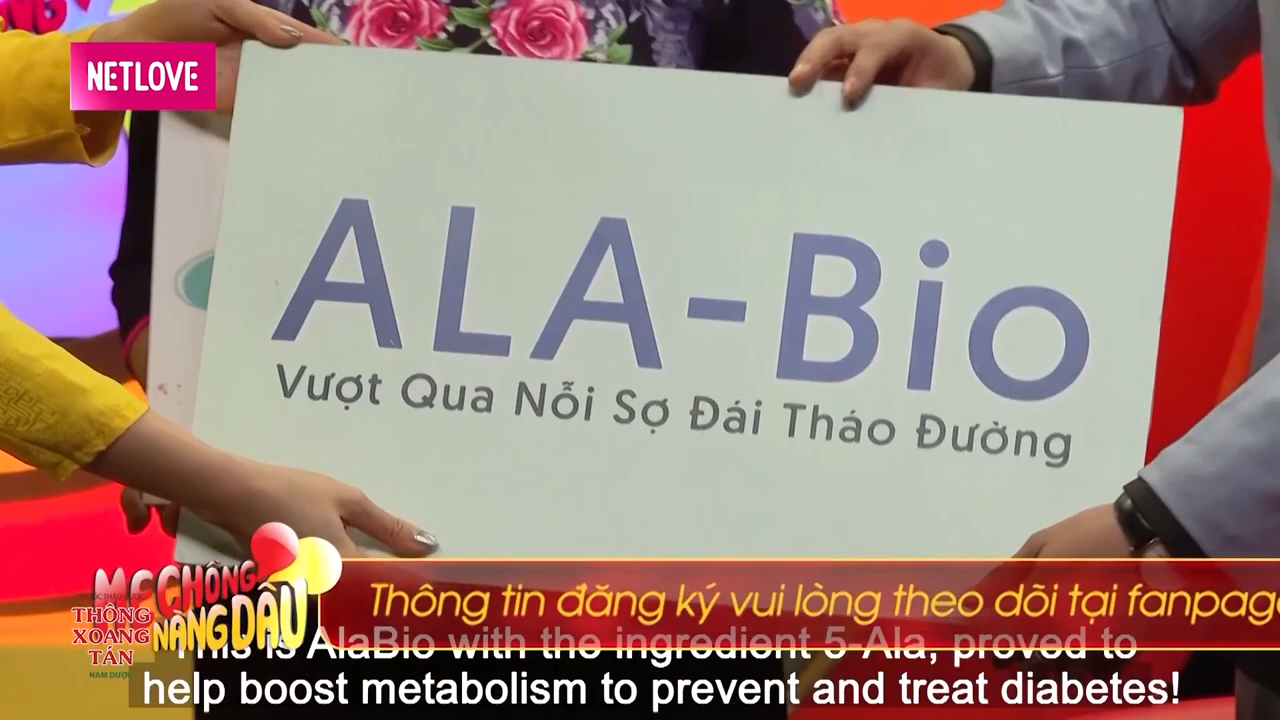 NETLOVE
ALA-Bio
Vượt Qua Nỗi Sợ Đái Tháo Đường
MẸ CHỒNG
NÀNG DÂU
THÔNG
XOANG
TÁN
NAM DƯỢC
Thông tin đăng ký vui lòng theo dõi tại fanpage
This is AlaBio with the ingredient 5-Ala, proved to
help boost metabolism to prevent and treat diabetes!